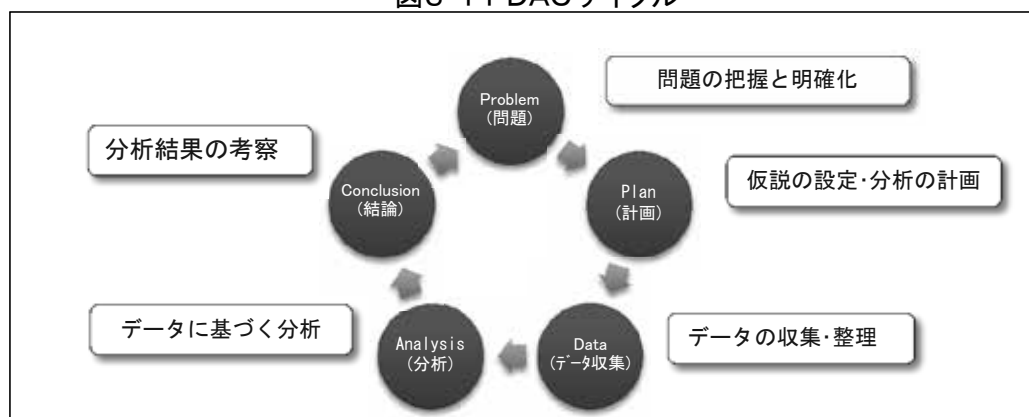 Problem
(問題)
問題の把握と明確化
分析結果の考察
Conclusion
(結論)
Plan
(計画)
仮説の設定･分析の計画
データに基づく分析
Analysis
(分析)
Data
(ﾃﾞｰﾀ収集)
データの収集･整理